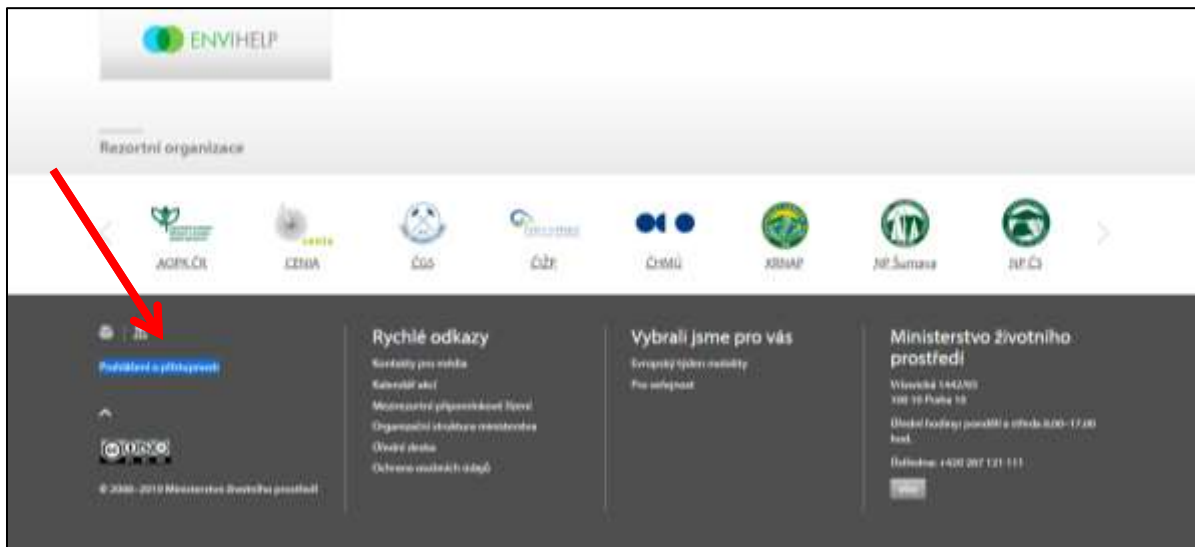 ENVIHELP
Rezortní organizace
AOPK ČR
CENIA
ČGS
ČIŽP
ČHMÚ
KRNAP
NP Šumava
NP ČS
Prohlášení o přístupnosti
© 2008–2019 Ministerstvo životního prostředí
Rychlé odkazy
Kontakty pro média
Kalendář akcí
Mezirezortní připomínkové řízení
Organizační struktura ministerstva
Úřední deska
Ochrana osobních údajů
Vybrali jsme pro vás
Evropský týden mobility
Pro veřejnost
Ministerstvo životního
prostředí
Vršovická 1442/65
100 10 Praha 10
Úřední hodiny: pondělí a středa 8.00–17.00
hod.
Ústředna: +420 267 121 111